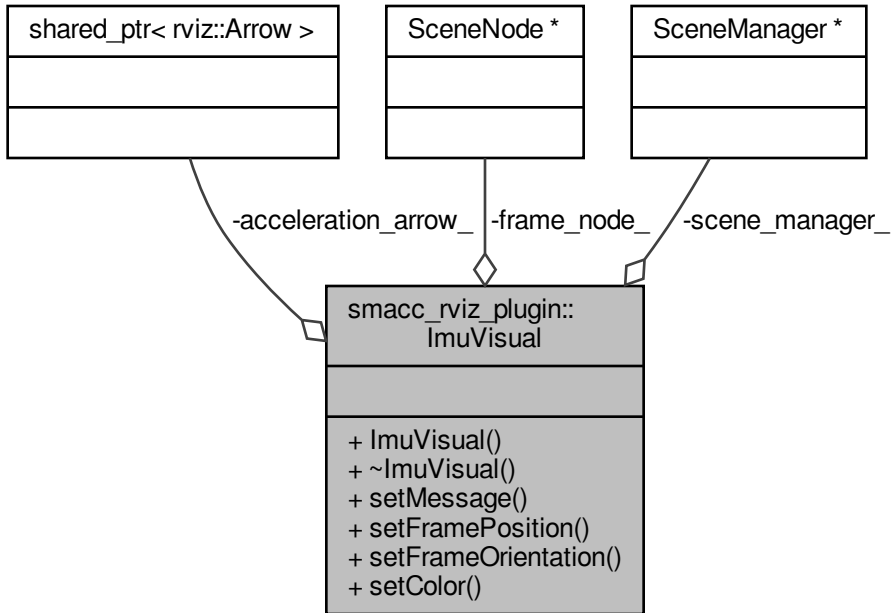 shared_ptr< rviz::Arrow >
SceneNode *
SceneManager *
-acceleration_arrow_
-frame_node_
-scene_manager_
smacc_rviz_plugin::
ImuVisual
+ ImuVisual()
+ ~ImuVisual()
+ setMessage()
+ setFramePosition()
+ setFrameOrientation()
+ setColor()